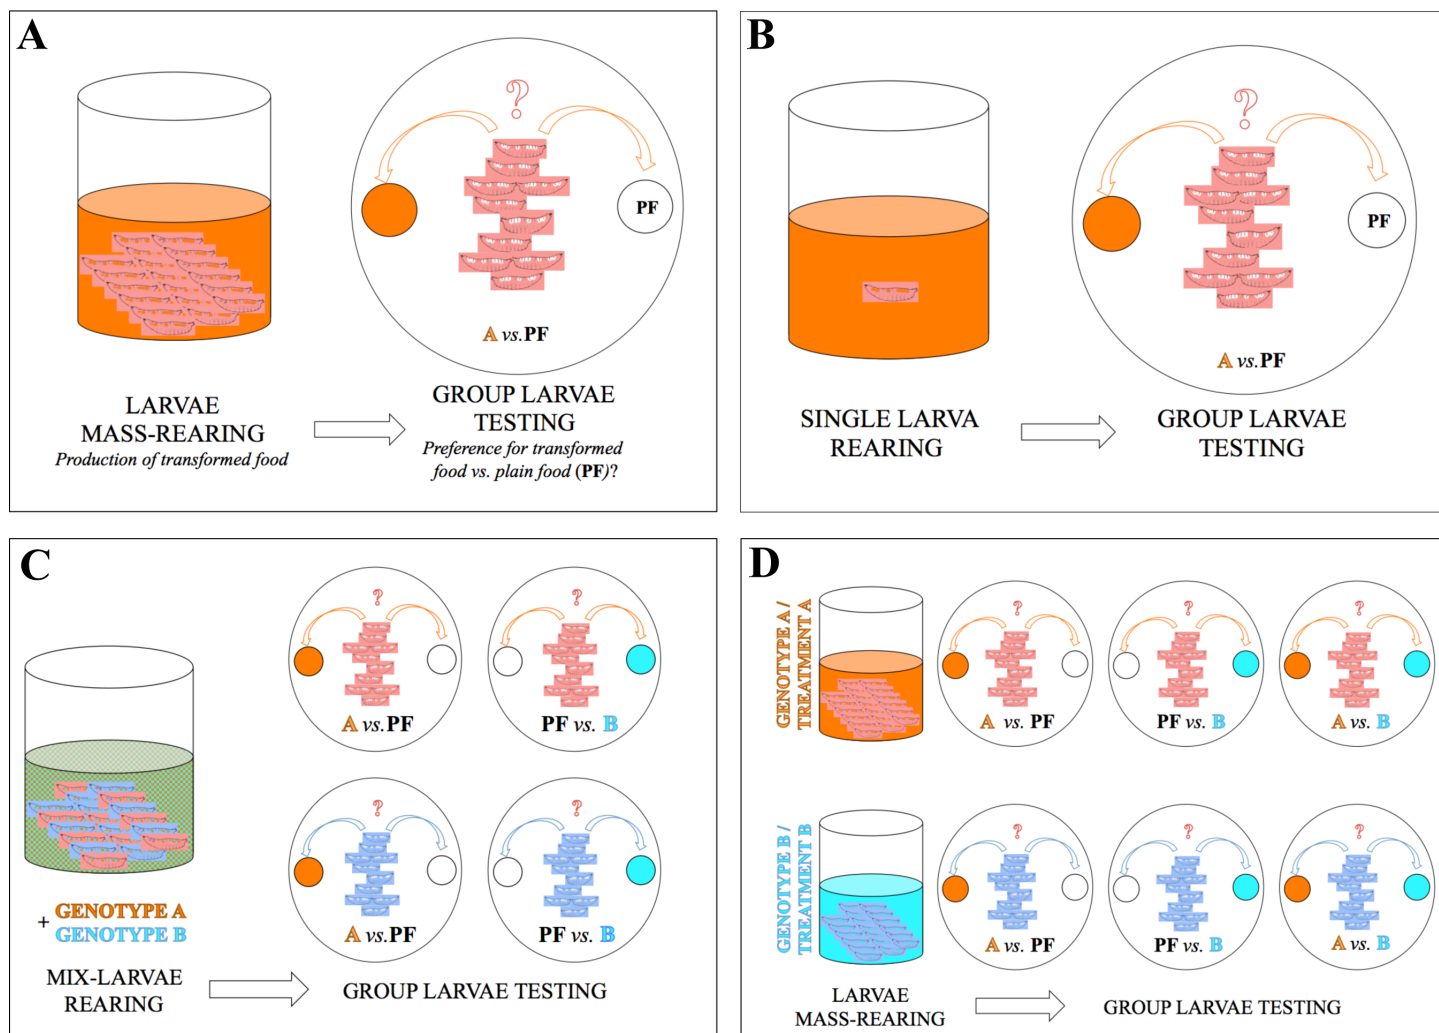 A
?
PF
A vs.PF
LARVAE
MASS-REARING
Production of transformed food
GROUP LARVAE
TESTING
Preference for transformed
food vs. plain food (PF)?
B
?
PF
A vs.PF
SINGLE LARVA
REARING
GROUP LARVAE
TESTING
C
?
A vs.PF
?
PF vs. B
?
A vs.PF
?
PF vs. B
+ GENOTYPE A
GENOTYPE B
MIX-LARVAE
REARING
GROUP LARVAE TESTING
D
GENOTYPE A /
TREATMENT A
?
A vs. PF
?
PF vs. B
?
A vs. B
GENOTYPE B /
TREATMENT B
?
A vs. PF
?
PF vs. B
?
A vs. B
LARVAE
MASS-REARING
GROUP LARVAE TESTING